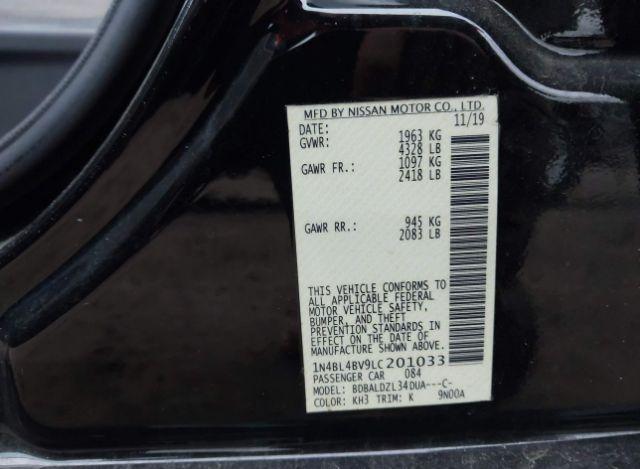 MFD BY NISSAN MOTOR CO., LTD.
DATE: 11/19
GVWR: 1963 KG
4328 LB
GAWR FR.: 1097 KG
2418 LB
GAWR RR.: 945 KG
2083 LB
THIS VEHICLE CONFORMS TO
ALL APPLICABLE FEDERAL
MOTOR VEHICLE SAFETY,
BUMPER, AND THEFT
PREVENTION STANDARDS
IN EFFECT ON THE DATE
OF MANUFACTURE SHOWN
ABOVE.
1N4BL4BV9LC201033
PASSENGER CAR 084
MODEL: BDBALDZL34DUA---C-
COLOR: KH3 TRIM: K 9N00A